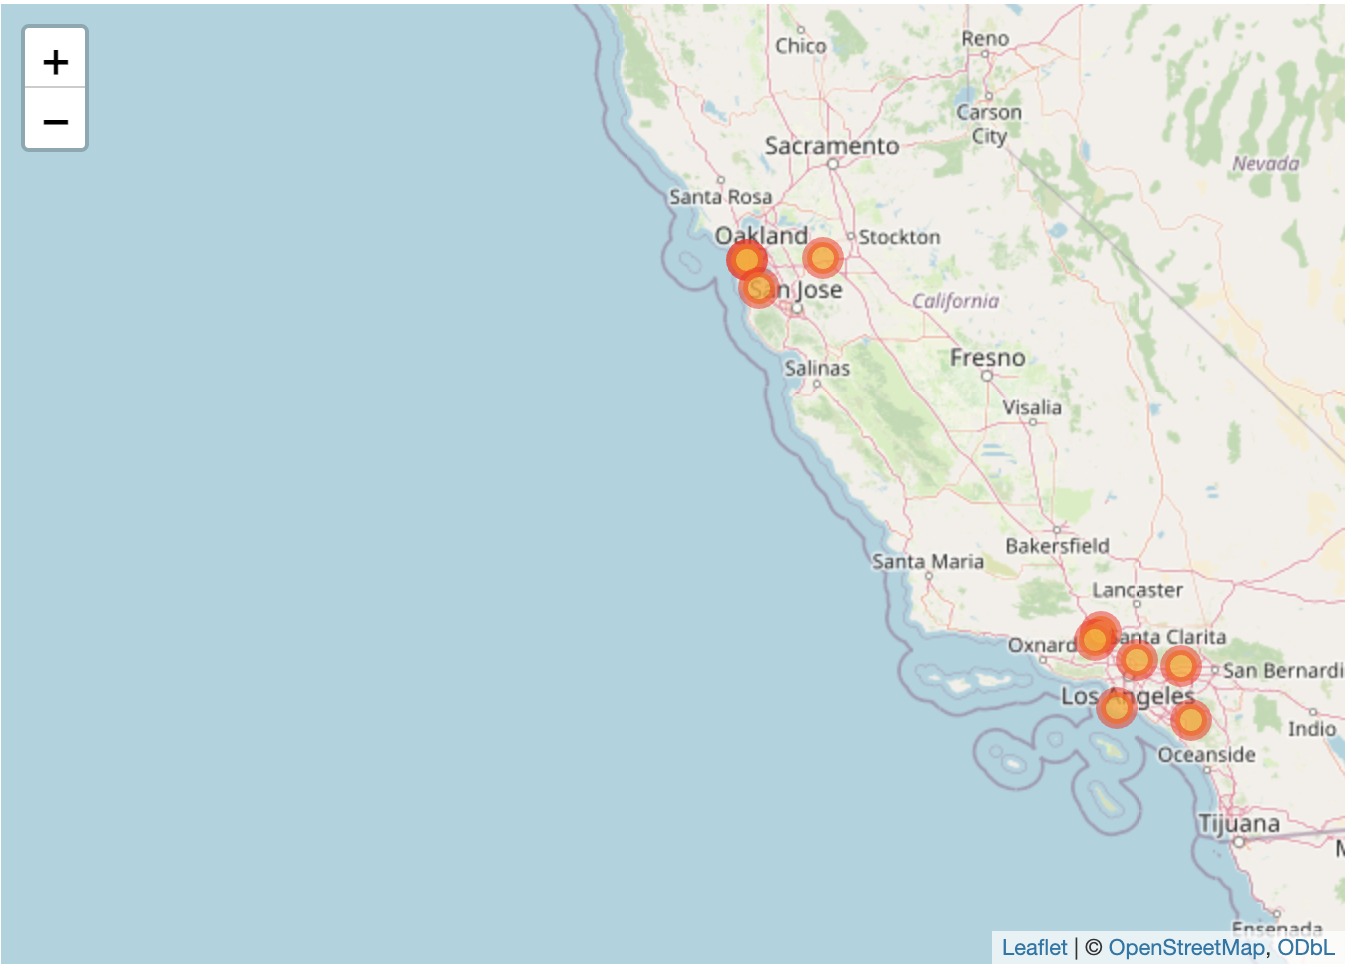 +
−
Chico
Reno
Carson
City
Sacramento
Nevada
Santa Rosa
Oakland
Stockton
San Jose
California
Fresno
Salinas
Visalia
Bakersfield
Santa Maria
Lancaster
Oxnard
Santa Clarita
San Bernardi
Los Angeles
Indio
Oceanside
Tijuana
M
Ensenada
Leaflet | © OpenStreetMap, ODbL